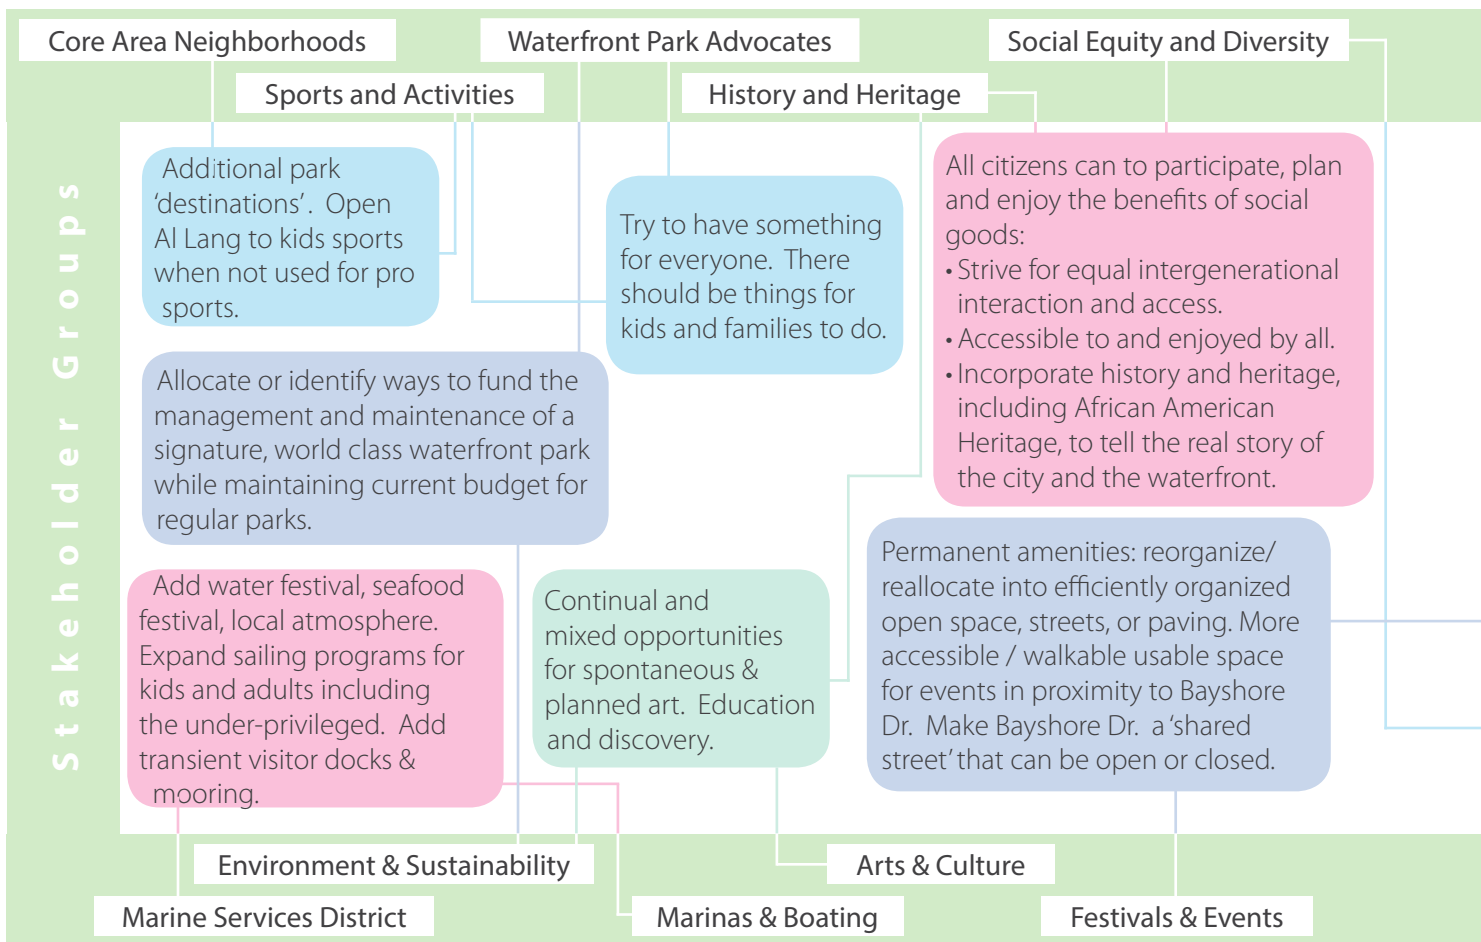 Core Area Neighborhoods
Waterfront Park Advocates
Social Equity and Diversity
Sports and Activities
History and Heritage
Stakeholder Groups
Additional park
‘destinations’.  Open
Al Lang to kids sports
when not used for pro
sports.
Try to have something
for everyone.  There
should be things for
kids and families to do.
All citizens can to participate, plan
and enjoy the benefits of social
goods:
• Strive for equal intergenerational
interaction and access.
• Accessible to and enjoyed by all.
• Incorporate history and heritage,
including African American
Heritage, to tell the real story of
the city and the waterfront.
Allocate or identify ways to fund the
management and maintenance of a
signature, world class waterfront park
while maintaining current budget for
regular parks.
Add water festival, seafood
festival, local atmosphere.
Expand sailing programs for
kids and adults including
the under-privileged.  Add
transient visitor docks &
mooring.
Continual and
mixed opportunities
for spontaneous &
planned art.  Education
and discovery.
Permanent amenities: reorganize/
reallocate into efficiently organized
open space, streets, or paving. More
accessible / walkable usable space
for events in proximity to Bayshore
Dr.  Make Bayshore Dr.  a ‘shared
street’ that can be open or closed.
Environment & Sustainability
Arts & Culture
Marine Services District
Marinas & Boating
Festivals & Events